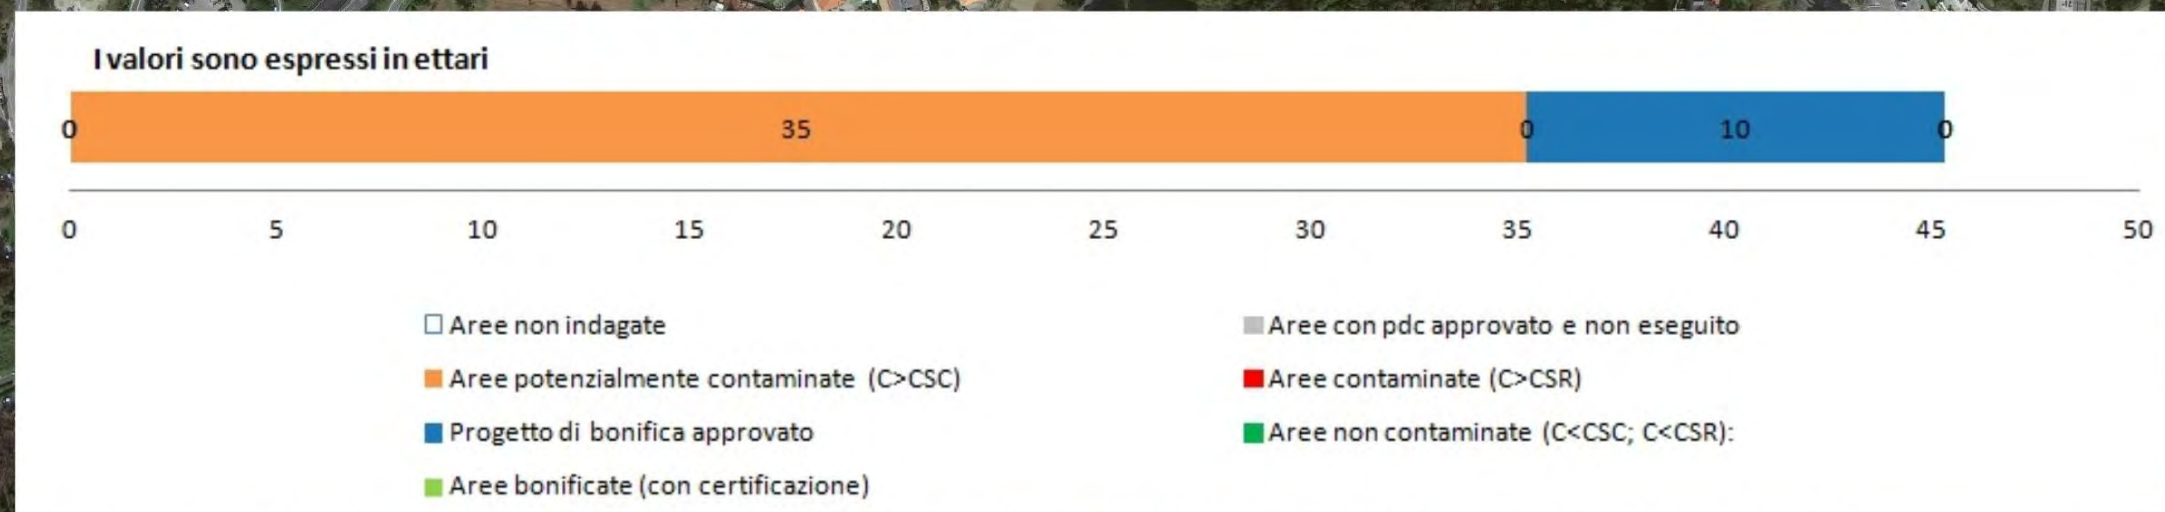 I valori sono espressi in ettari
0 35 0 10 0
0 5 10 15 20 25 30 35 40 45 50
Aree non indagate Aree con pdc approvato e non eseguito
Aree potenzialmente contaminate (C>CSC) Aree contaminate (C>CSR)
Progetto di bonifica approvato Aree non contaminate (C<CSC; C<CSR):
Aree bonificate (con certificazione)